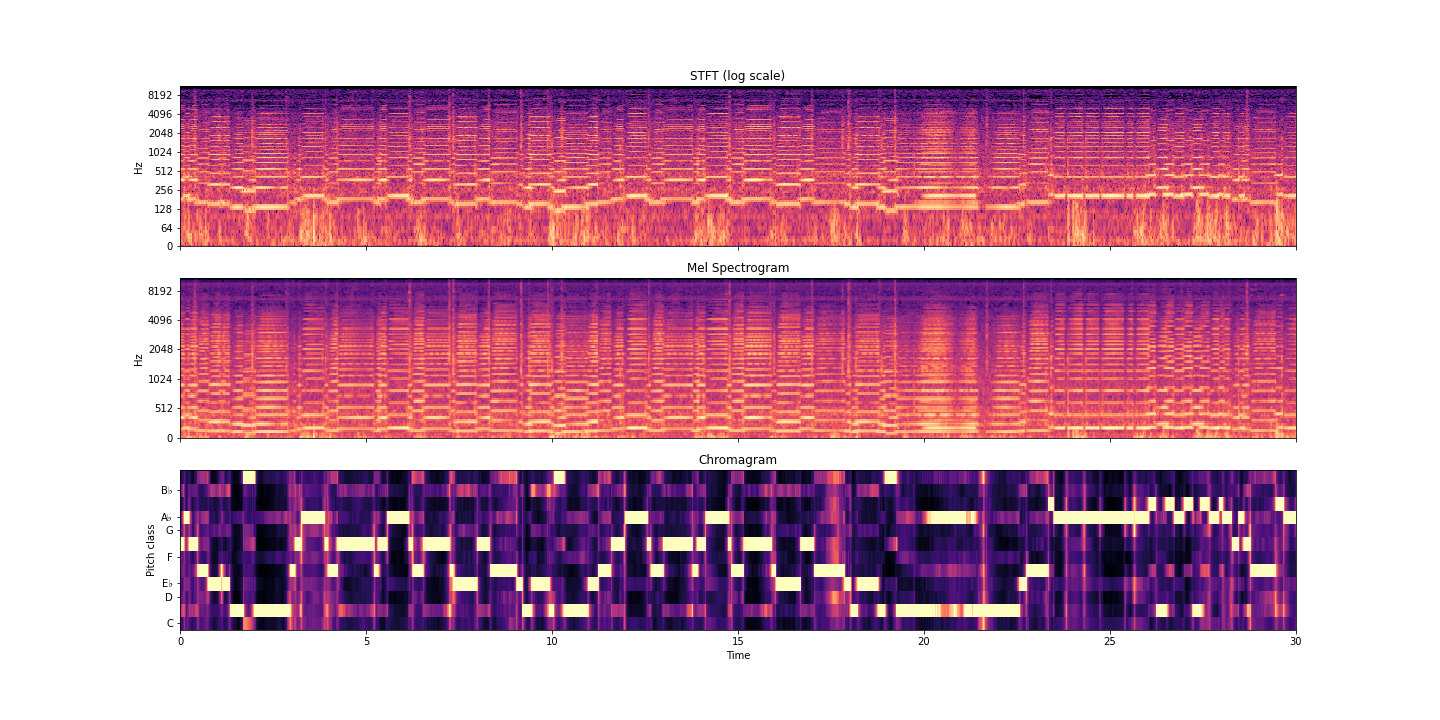 STFT (log scale)
8192
4096
2048
1024
512
256
128
64
0
Hz
Mel Spectrogram
8192
4096
2048
1024
512
0
Hz
Chromagram
B♭
A♭
G
F
E♭
D
C
Pitch class
0 5 10 15 20 25 30
Time